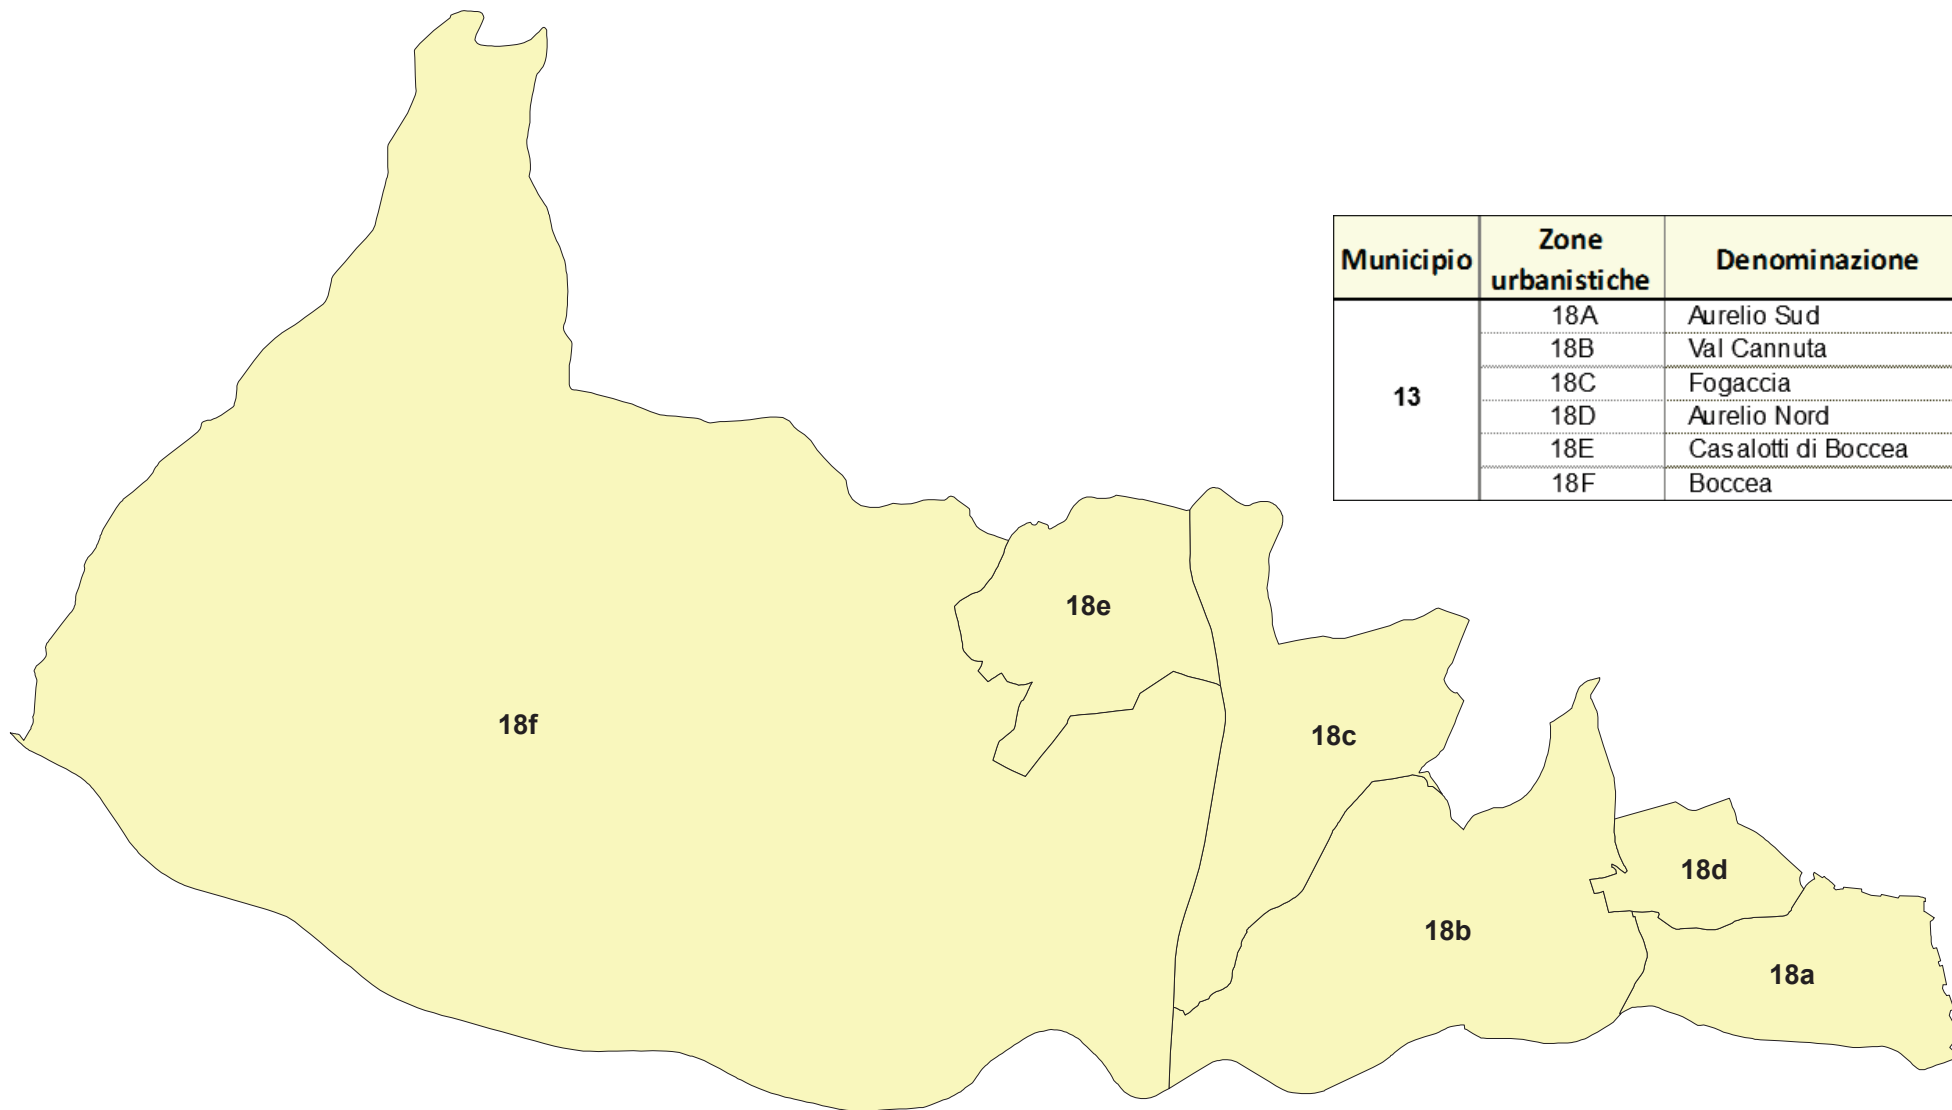 Municipio Zone urbanistiche Denominazione
13
18A Aurelio Sud
18B Val Cannuta
18C Fogaccia
18D Aurelio Nord
18E Casalotti di Boccea
18F Boccea
18e
18f
18c
18d
18b
18a